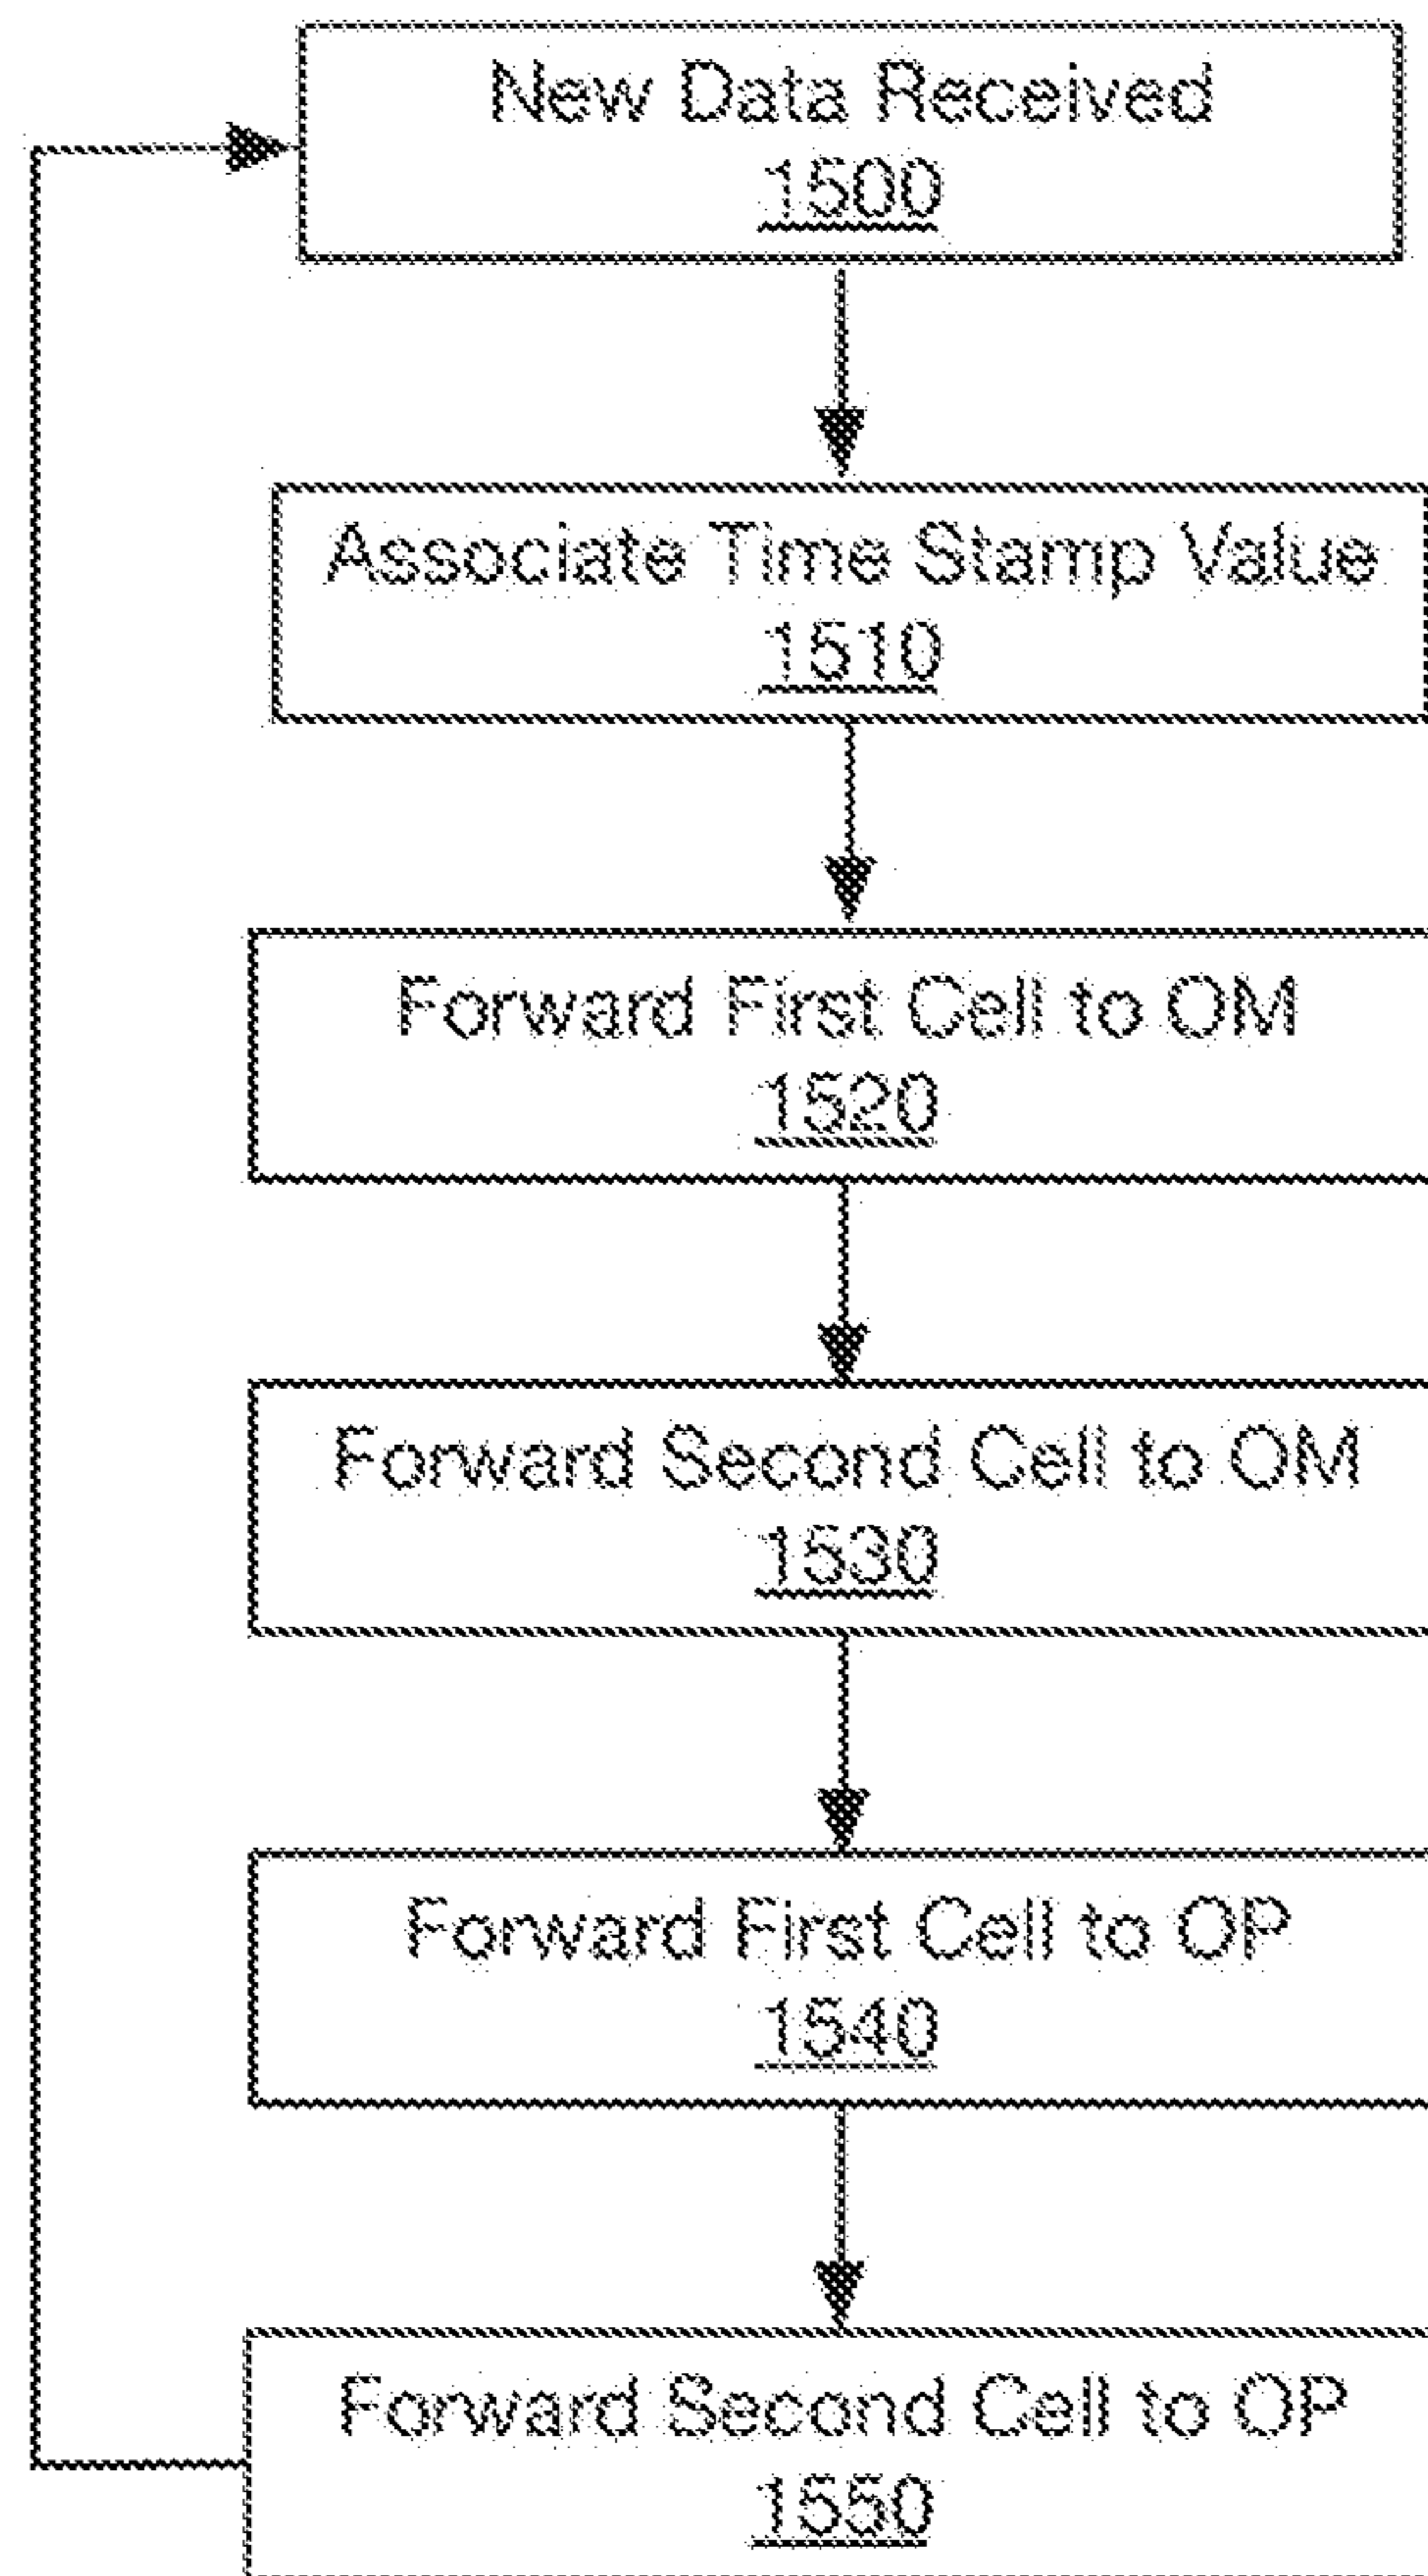 New Data Received
1500
Associate Time Stamp Value
1510
Forward First Cell to OM
1520
Forward Second Cell to OM
1530
Forward First Cell to OP
1540
Forward Second Cell to OP
1550